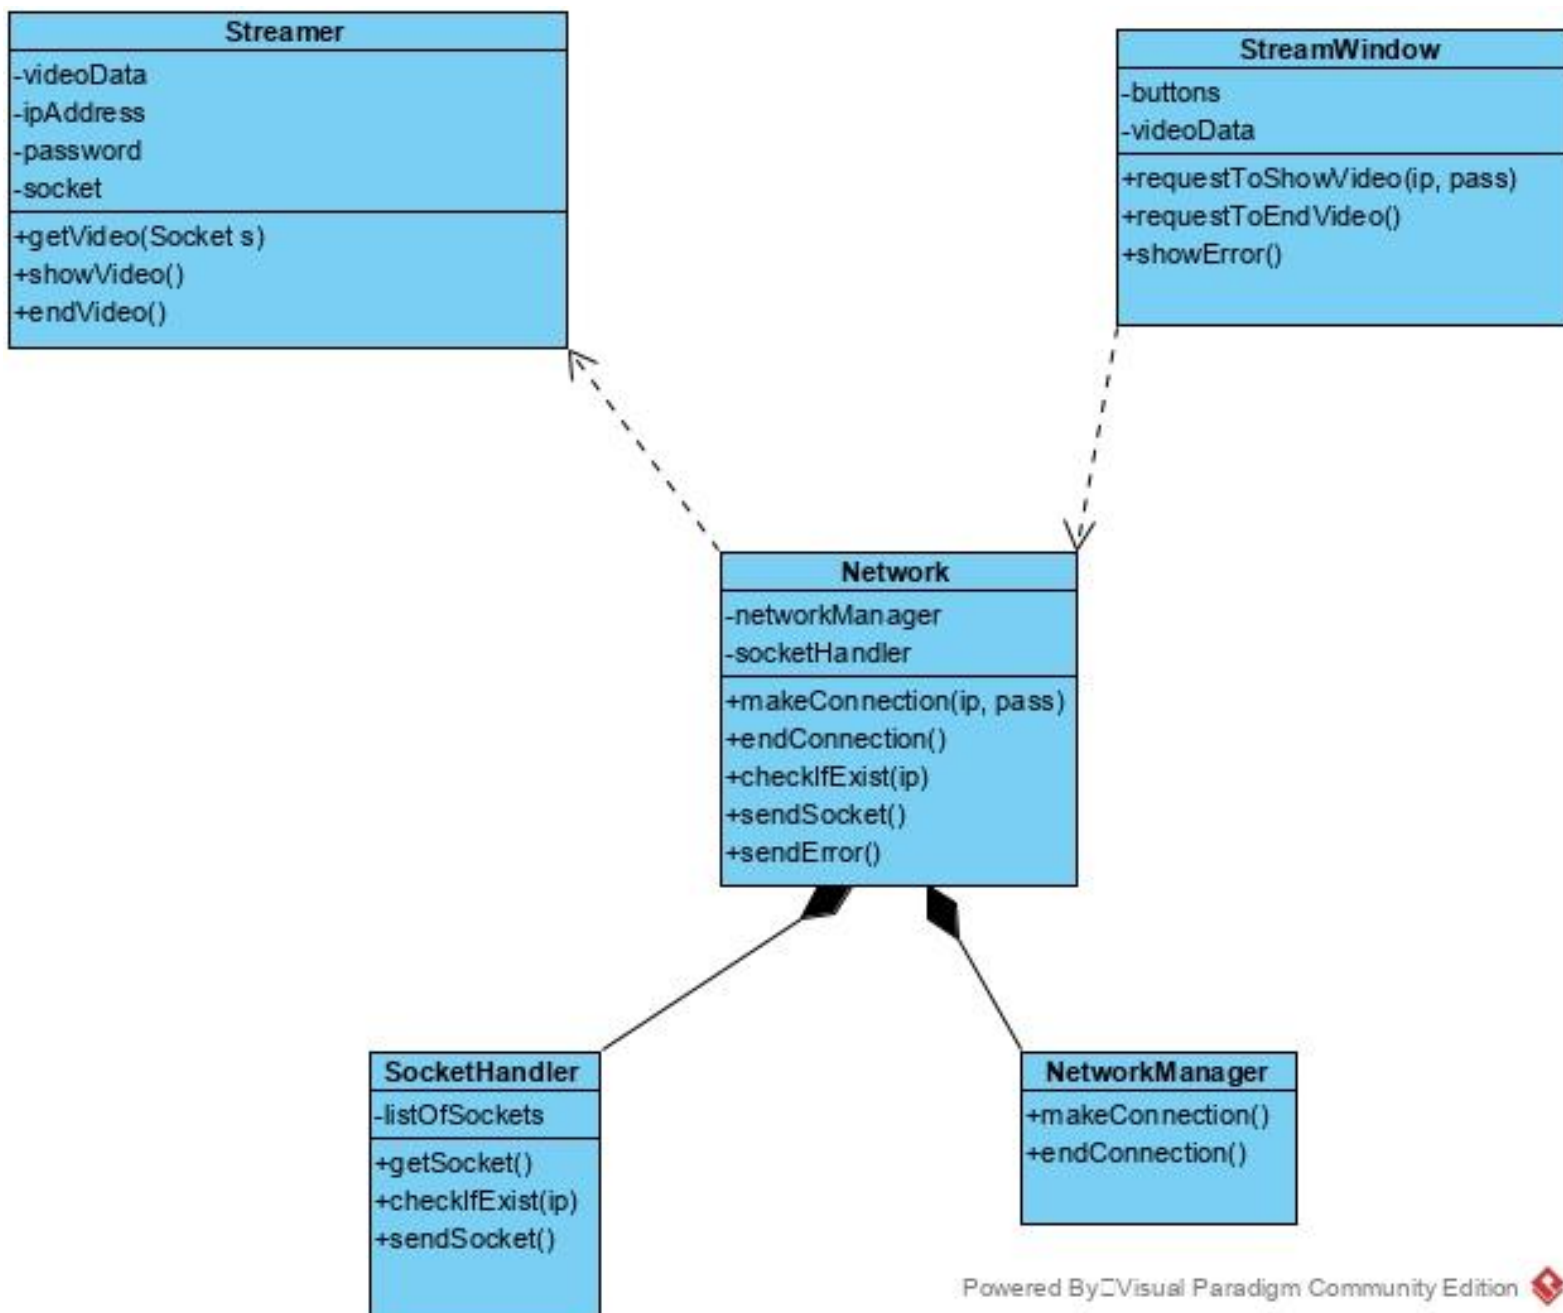 Streamer
-videoData
-ipAddress
-password
-socket
+getVideo(Socket s)
+showVideo()
+endVideo()
StreamWindow
-buttons
-videoData
+requestToShowVideo(ip, pass)
+requestToEndVideo()
+showError()
Network
-networkManager
-socketHandler
+makeConnection(ip, pass)
+endConnection()
+checkIfExist(ip)
+sendSocket()
+sendError()
SocketHandler
-listOfSockets
+getSocket()
+checkIfExist(ip)
+sendSocket()
NetworkManager
+makeConnection()
+endConnection()
Powered By□Visual Paradigm Community Edition